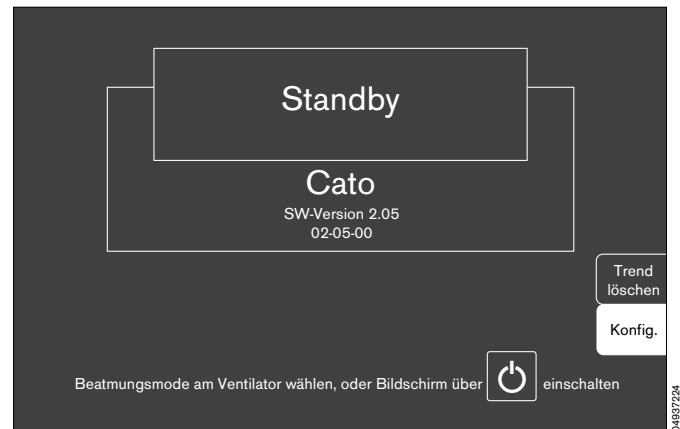 Standby
Cato
SW-Version 2.05
02-05-00
Trend
löschen
Konfig.
Beatmungsmode am Ventilator wählen, oder Bildschirm über einschalten
04937224